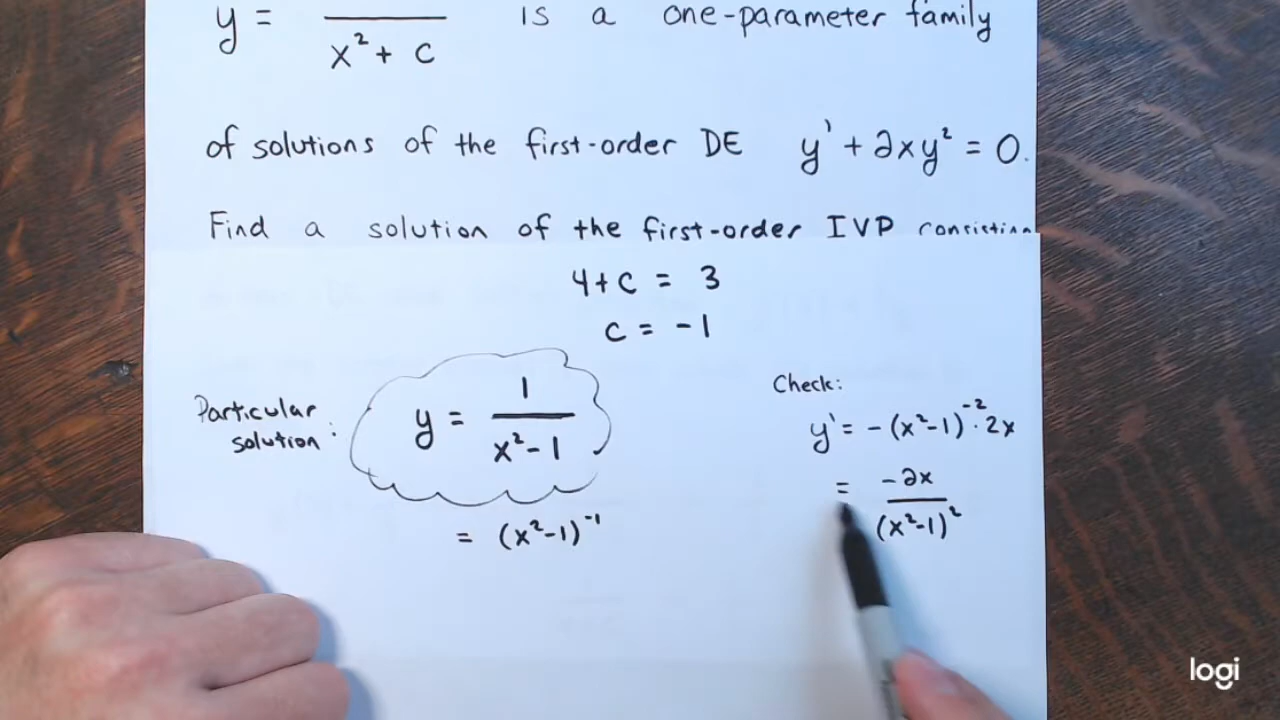 y = ―― is a one-parameter family
x² + c
of solutions of the first-order DE y' + 2xy² = 0.
Find a solution of the first-order IVP consisting
4 + c = 3
c = -1
Particular solution:
y = 1/(x² - 1)
= (x²-1)⁻¹
Check:
y' = -(x²-1)⁻² · 2x
= -2x/(x²-1)²
logi